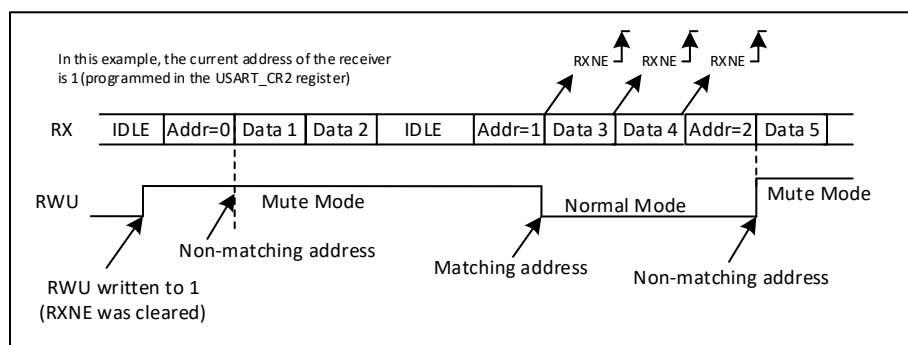 In this example, the current address of the receiver
is 1(programmed in the USART_CR2 register)
RXNE RXNE RXNE
RX IDLE Addr=0 Data 1 Data 2 IDLE Addr=1 Data 3 Data 4 Addr=2 Data 5
RWU Mute Mode Normal Mode Mute Mode
Non-matching address Matching address Non-matching address
RWU written to 1
(RXNE was cleared)